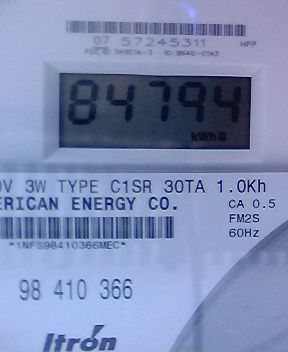 07 57245311 HPP
84794
kWh B
0V 3W TYPE C1SR 30TA 1.0Kh
ERICAN ENERGY CO. CA 0.5
FM2S
60Hz
*1NFS98410366MEC*
98 410 366
Itrón